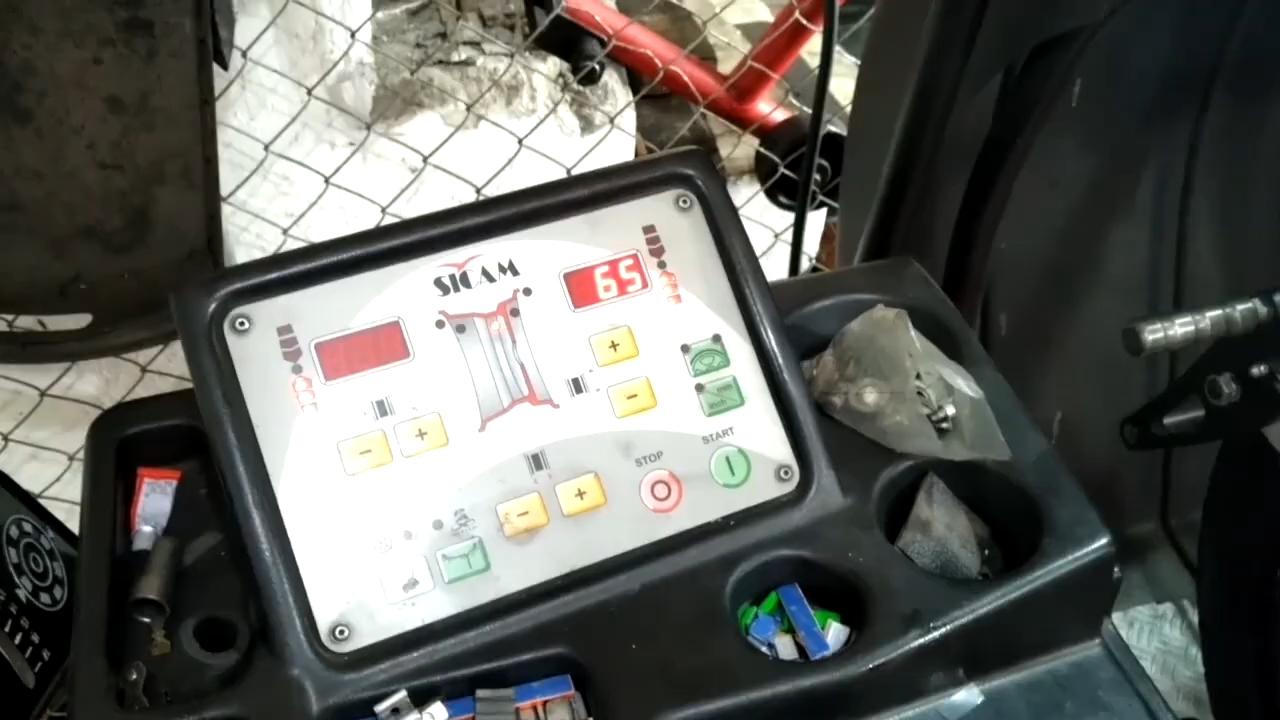 SICAM
65
+
-
- +
START
STOP
- +